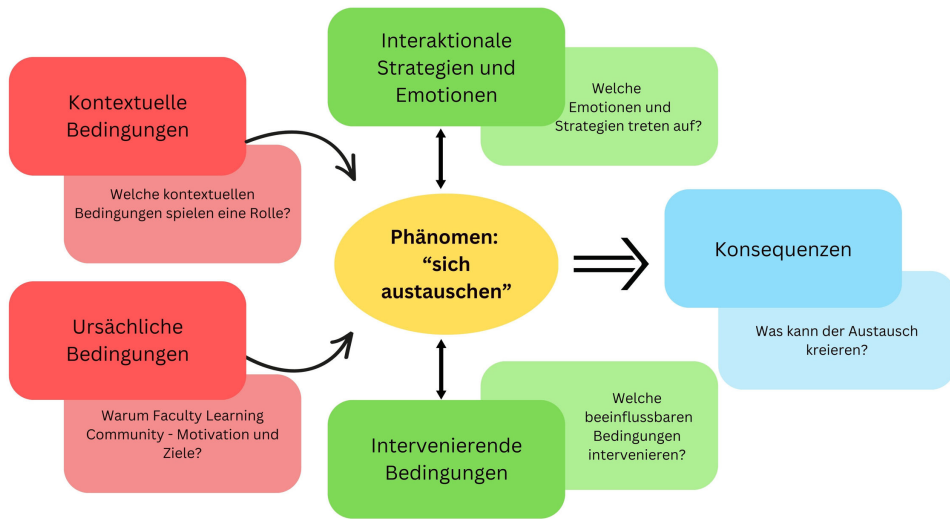 Kontextuelle
Bedingungen
Welche kontextuellen
Bedingungen spielen eine Rolle?
Ursächliche
Bedingungen
Warum Faculty Learning
Community - Motivation und
Ziele?
Interaktionale
Strategien und
Emotionen
Welche
Emotionen und
Strategien treten auf?
Phänomen:
“sich
austauschen”
Intervenierende
Bedingungen
Welche
beeinflussbaren
Bedingungen
intervenieren?
Konsequenzen
Was kann der Austausch
kreieren?